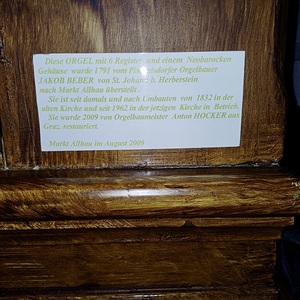 Diese ORGEL mit 6 Register und einem Neobarocken
Gehäuse wurde 1791 vom Orgelbauer
JAKOB BEBER von St. Johann b. Herberstein
nach Markt Allhau überstellt.
Sie ist seit damals und nach Umbauten von 1832 in der
alten Kirche und seit 1962 in der jetzigen Kirche in Betrieb.
Sie wurde 2009 von Orgelbaumeister Anton HOCKER aus
Graz, restauriert.
Markt Allhau im August 2009